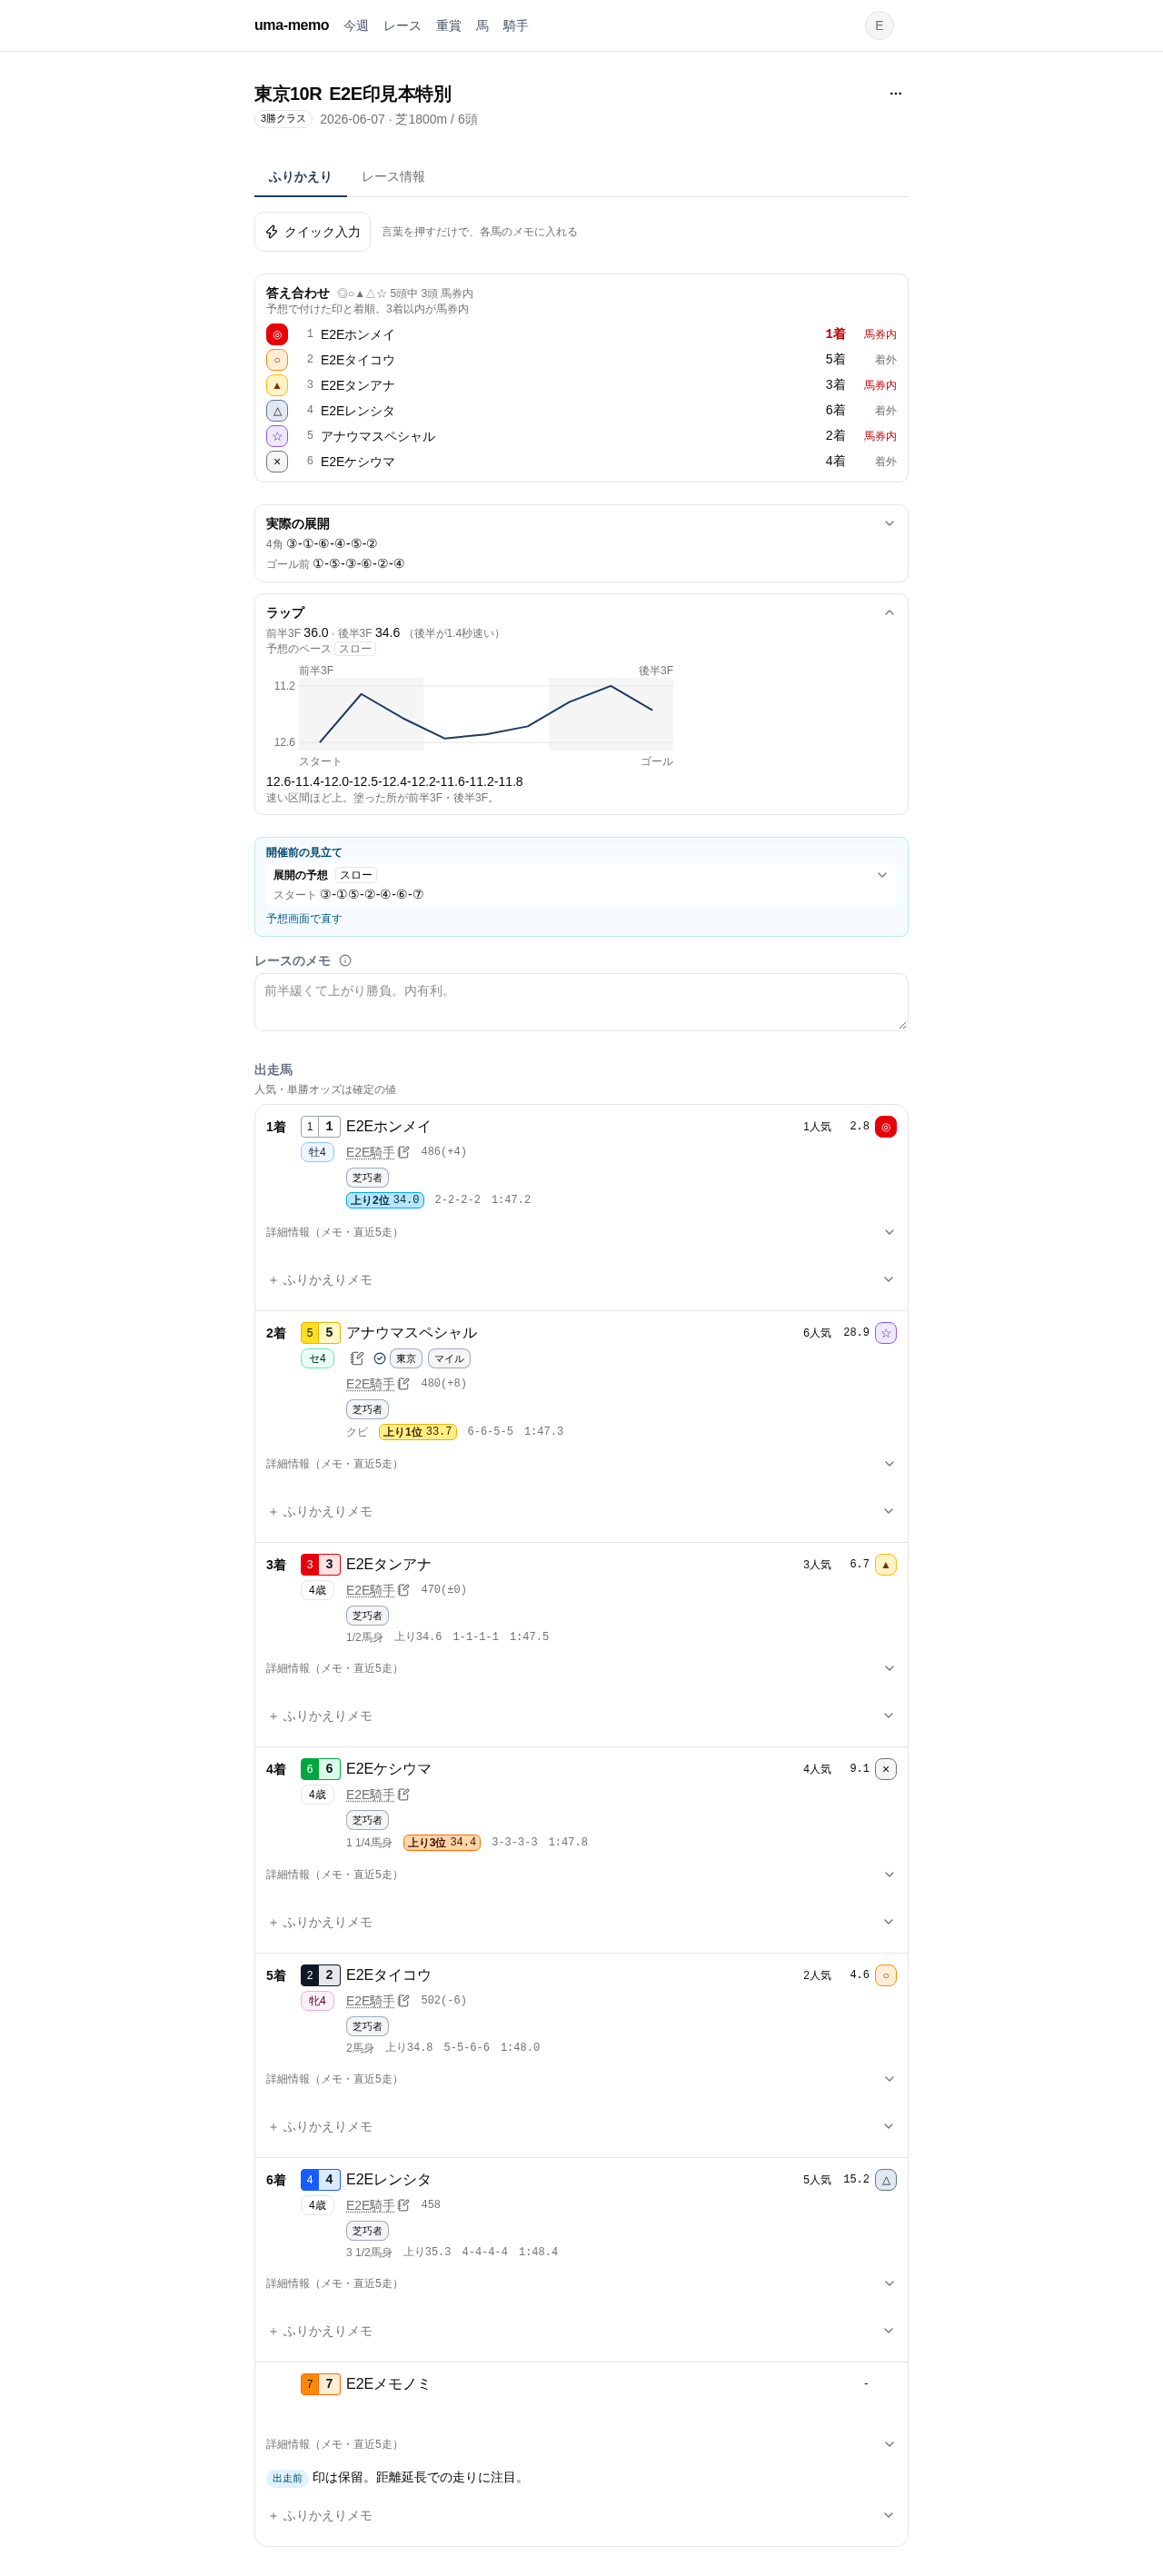 uma-memo 今週 レース 重賞 馬 騎手 E
東京10R E2E印見本特別
3勝クラス 2026-06-07 · 芝1800m / 6頭
ふりかえり レース情報
クイック入力 言葉を押すだけで、各馬のメモに入れる
答え合わせ ◎○▲△☆ 5頭中 3頭 馬券内
予想で付けた印と着順。3着以内が馬券内
◎ 1 E2Eホンメイ 1着 馬券内
○ 2 E2Eタイコウ 5着 着外
▲ 3 E2Eタンアナ 3着 馬券内
△ 4 E2Eレンシタ 6着 着外
☆ 5 アナウマスペシャル 2着 馬券内
× 6 E2Eケシウマ 4着 着外
実際の展開
4角 ③-①-⑥-④-⑤-②
ゴール前 ①-⑤-③-⑥-②-④
ラップ
前半3F 36.0 · 後半3F 34.6 （後半が1.4秒速い）
予想のペース スロー
前半3F 後半3F
11.2
12.6
スタート ゴール
12.6-11.4-12.0-12.5-12.4-12.2-11.6-11.2-11.8
速い区間ほど上。塗った所が前半3F・後半3F。
開催前の見立て
展開の予想 スロー
スタート ③-①⑤-②-④-⑥-⑦
予想画面で直す
レースのメモ
前半緩くて上がり勝負。内有利。
出走馬
人気・単勝オッズは確定の値
1着 1 1 E2Eホンメイ 1人気 2.8 ◎
牡4 E2E騎手 486(+4)
芝巧者
上り2位 34.0 2-2-2-2 1:47.2
詳細情報（メモ・直近5走）
＋ ふりかえりメモ
2着 5 5 アナウマスペシャル 6人気 28.9 ☆
セ4 東京 マイル
E2E騎手 480(+8)
芝巧者
クビ 上り1位 33.7 6-6-5-5 1:47.3
詳細情報（メモ・直近5走）
＋ ふりかえりメモ
3着 3 3 E2Eタンアナ 3人気 6.7 ▲
4歳 E2E騎手 470(±0)
芝巧者
1/2馬身 上り34.6 1-1-1-1 1:47.5
詳細情報（メモ・直近5走）
＋ ふりかえりメモ
4着 6 6 E2Eケシウマ 4人気 9.1 ×
4歳 E2E騎手
芝巧者
1 1/4馬身 上り3位 34.4 3-3-3-3 1:47.8
詳細情報（メモ・直近5走）
＋ ふりかえりメモ
5着 2 2 E2Eタイコウ 2人気 4.6 ○
牝4 E2E騎手 502(-6)
芝巧者
2馬身 上り34.8 5-5-6-6 1:48.0
詳細情報（メモ・直近5走）
＋ ふりかえりメモ
6着 4 4 E2Eレンシタ 5人気 15.2 △
4歳 E2E騎手 458
芝巧者
3 1/2馬身 上り35.3 4-4-4-4 1:48.4
詳細情報（メモ・直近5走）
＋ ふりかえりメモ
7 7 E2Eメモノミ -
詳細情報（メモ・直近5走）
出走前 印は保留。距離延長での走りに注目。
＋ ふりかえりメモ